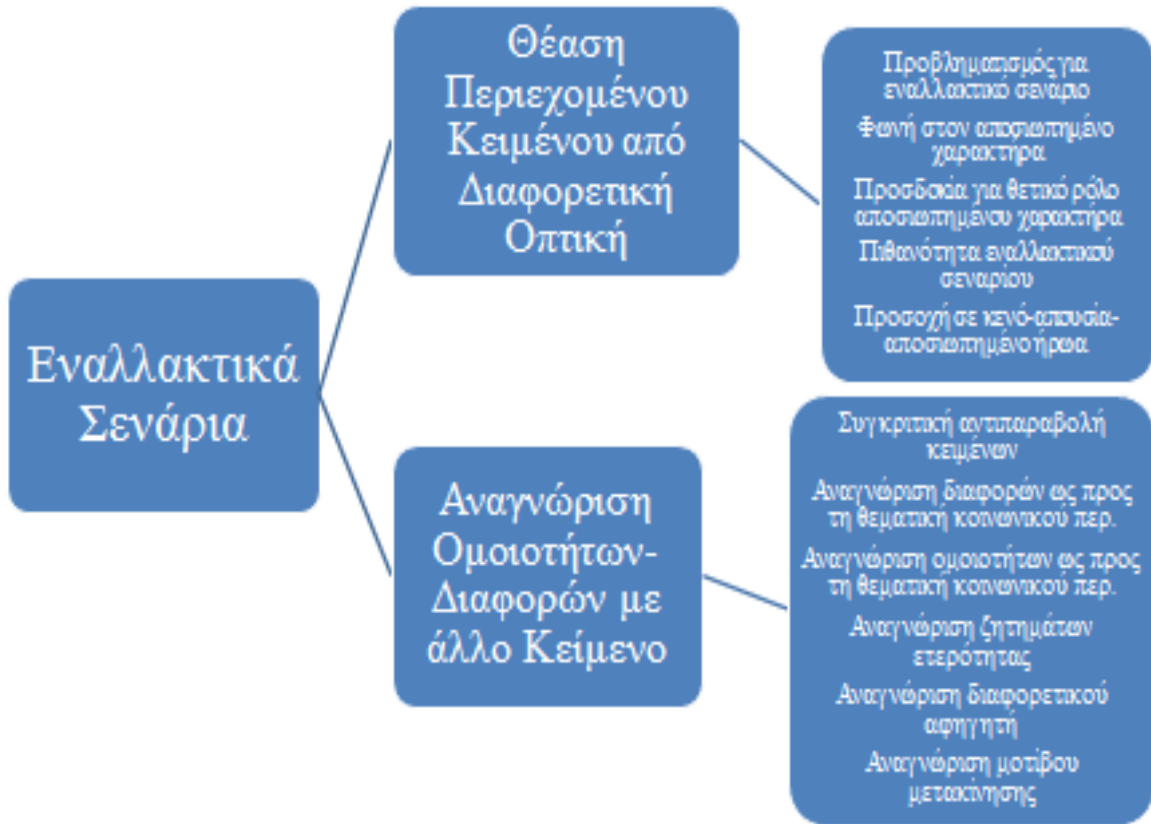 Εναλλακτικά
Σενάρια
Θέαση
Περιεχομένου
Κειμένου από
Διαφορετική
Οπτική
Προβληματισμός για
εναλλακτικό σενάριο
Φωνή στον αποσιωπημένο
χαρακτήρα
Προσδοκία για θετικό ρόλο
αποσιωπημένου χαρακτήρα
Πιθανότητα εναλλακτικού
σεναρίου
Προσοχή σε κενό-απουσία-
αποσιωπημένο ήρωα
Αναγνώριση
Ομοιοτήτων-
Διαφορών με
άλλο Κείμενο
Συγκριτική αντιπαραβολή
κειμένων
Αναγνώριση διαφορών ως προς
τη θεματική κοινωνικού περ.
Αναγνώριση ομοιοτήτων ως προς
τη θεματική κοινωνικού περ.
Αναγνώριση ζητημάτων
ετερότητας
Αναγνώριση διαφορετικού
αφηγητή
Αναγνώριση μοτίβου
μετακίνησης